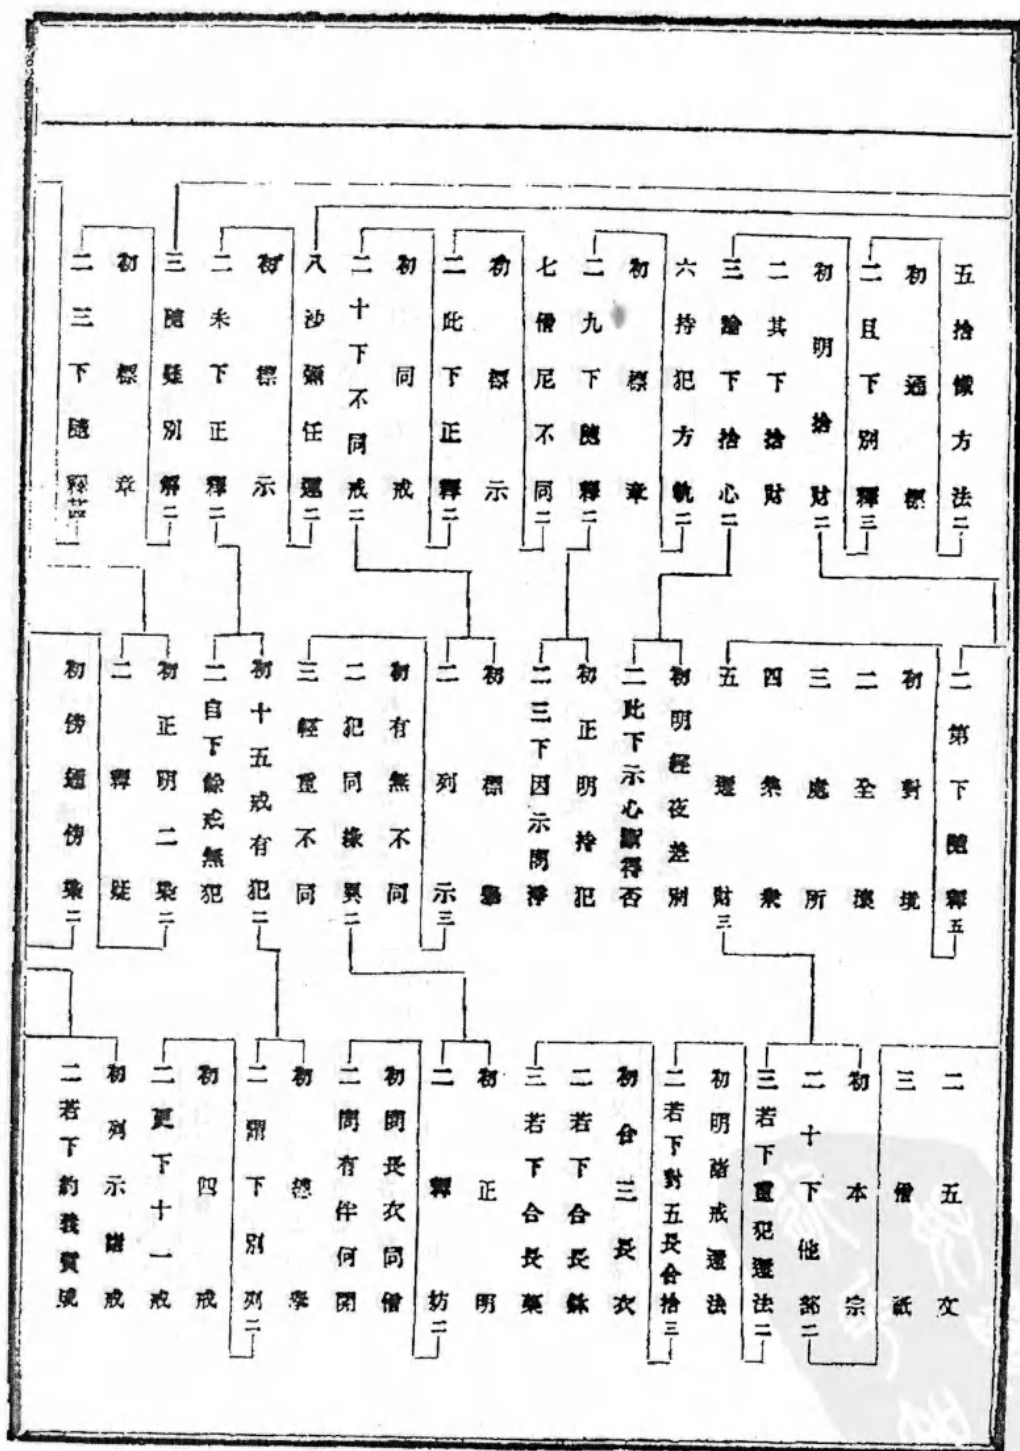 五捨懺方法二
初通標
二且下別釋三
初明捨財二
二其下捨財
三論下捨心二
六持犯方軌二
初標章
二九下隨釋二
七僧尼不同二
初標示
二此下正釋二
初同戒
二十下不同戒二
八沙彌任運二
初標示
二未下正釋二
三隨疑別解二
初標章
二三下隨釋
二第下隨釋五
初對境
二全壞
三處所
四集衆
五還財三
初明經夜差別
二此下示心斷得否
初正明持犯
二三下因示開淨
初標擧
二列示三
初有無不同
二犯同緣異二
三輕重不同
初十五戒有犯二
二自下餘戒無犯
初正明二染二
二釋疑
初傍通傍染二
二五文
三僧祇
初本宗
二十下他部二
三若下重犯還法二
初明諸戒還法
二若下對五長合捨三
初合三長衣
二若下合長鉢
三若下合長藥
初正明
二釋妨二
初問長衣同僧
二問有伴何開
初總擧
二謂下別列二
初四戒
二更下十一戒
初列示諸戒
二若下約義質